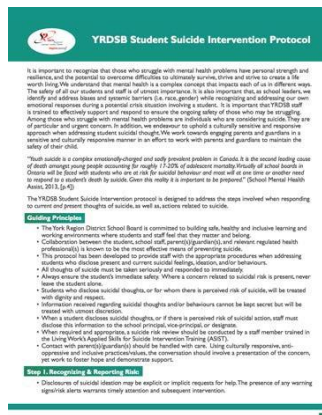 YRDSB Student Suicide Intervention Protocol
It is important to recognize that those who struggle with mental health problems have personal strength and
resilience, and the potential to overcome difficulties to ultimately survive, thrive and strive to create a life
worth living. We understand that mental health is a complex concept that impacts each of us in different ways.
The safety of all our students and staff is of utmost importance. It is also important that, as school leaders, we
identify and address biases and systemic barriers (i.e. race, gender) while recognizing and addressing our own
emotional responses during a potential crisis situation involving a student. It is important that YRDSB staff
is trained to effectively support and respond to ensure the ongoing safety of those who may be struggling.
Among those who struggle with mental health problems are individuals who are considering suicide. They are
of particular and urgent concern. In addition, we endeavour to uphold a culturally sensitive and responsive
approach when addressing student suicidal thought. We work towards engaging parents and guardians in a
sensitive and culturally responsive manner in an effort to work with parents and guardians to maintain the
safety of their child.
"Youth suicide is a complex emotionally-charged and sadly prevalent problem in Canada. It is the second leading cause
of death amongst young people accounting for roughly 17-20% of adolescent mortality. Virtually all school boards in
Ontario will be faced with students who are at risk for suicidal behaviour and most will at one time or another need
to respond to a student's death by suicide. Given this reality it is important to be prepared." (School Mental Health
Assist, 2013, [p.4])
The YRDSB Student Suicide Intervention protocol is designed to address the steps involved when responding
to current and present thoughts of suicide, as well as, actions related to suicide.
Guiding Principles
• The York Region District School Board is committed to building safe, healthy and inclusive learning and
working environments where students and staff feel that they matter and belong.
• Collaboration between the student, school staff, parent(s)/guardian(s), and relevant regulated health
professional(s) is known to be the most effective means of preventing suicide.
• This protocol has been developed to provide staff with the appropriate procedures when addressing
students who disclose present and current suicidal feelings, ideation, and/or behaviours.
• All thoughts of suicide must be taken seriously and responded to immediately.
• Always ensure the student's immediate safety. Where a concern related to suicidal risk is present, never
leave the student alone.
• Students who disclose suicidal thoughts, or for whom there is perceived risk of suicide, will be treated
with dignity and respect.
• Information received regarding suicidal thoughts and/or behaviours cannot be kept secret but will be
treated with utmost discretion.
• When a student discloses suicidal thoughts, or if there is perceived risk of suicidal action, staff must
disclose this information to the school principal, vice-principal, or designate.
• When required and appropriate, a suicide risk review should be conducted by a staff member trained in
the Living Work's Applied Skills for Suicide Intervention Training (ASIST).
• Contact with parent(s)/guardian(s) should be handled with care. Using culturally responsive, anti-
oppressive and inclusive practices/values, the conversation should involve a presentation of the concern,
yet work to foster hope and demonstrate support.
Step 1. Recognizing & Reporting Risk:
• Disclosures of suicidal ideation may be explicit or implicit requests for help. The presence of any warning
signs/risk alerts warrants timely attention and subsequent intervention.